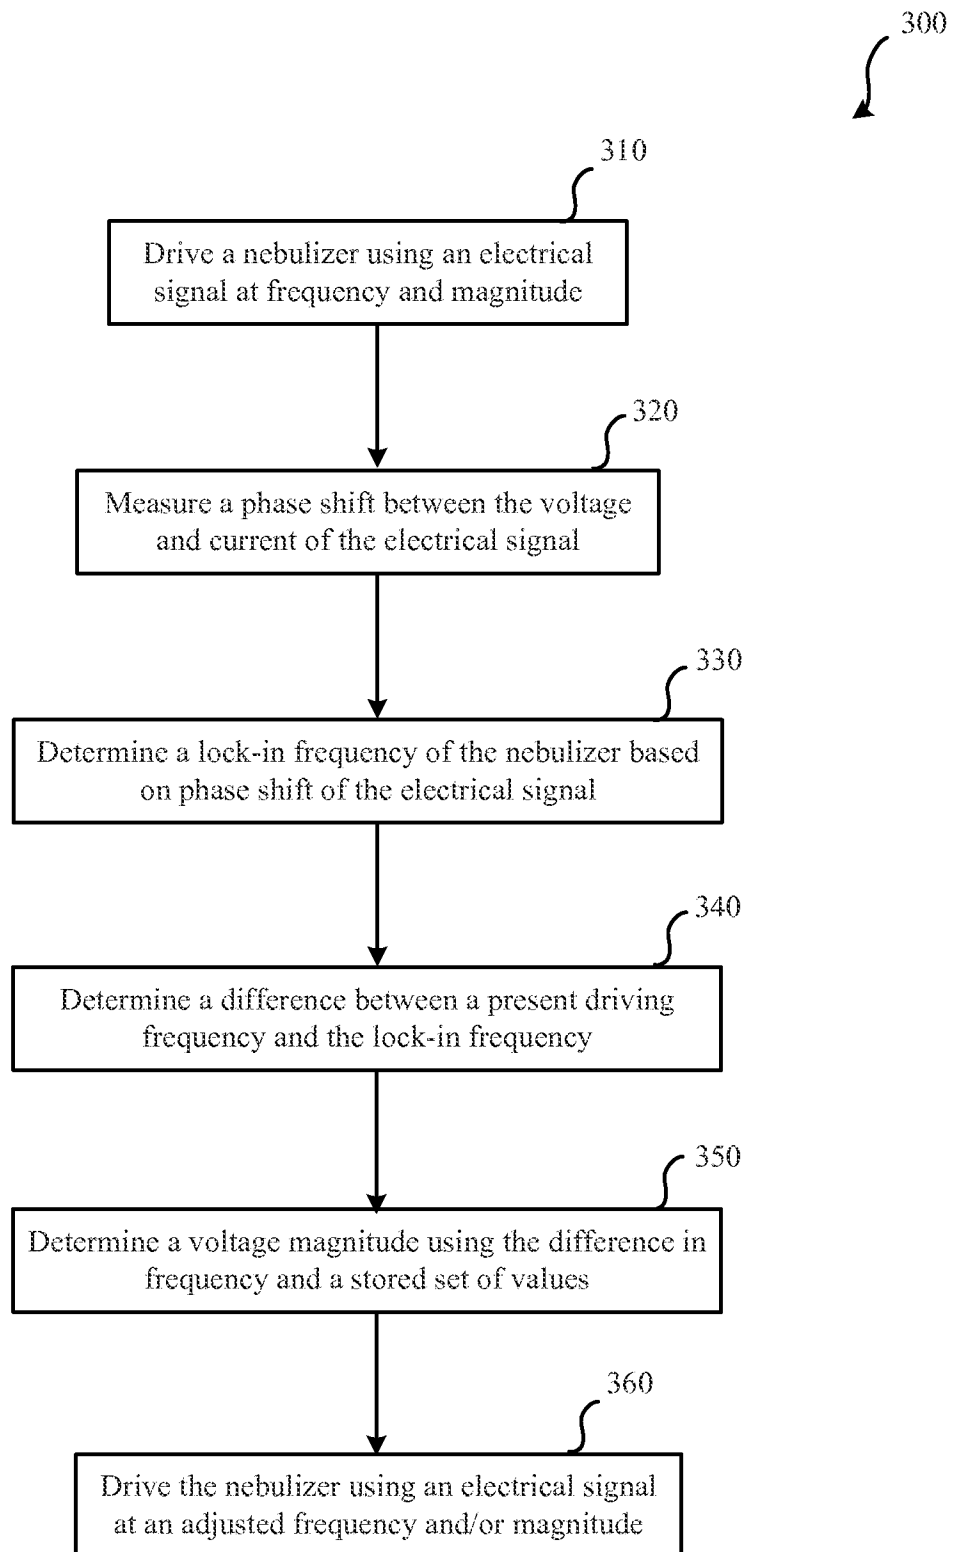 300
310
Drive a nebulizer using an electrical
signal at frequency and magnitude
320
Measure a phase shift between the voltage
and current of the electrical signal
330
Determine a lock-in frequency of the nebulizer based
on phase shift of the electrical signal
340
Determine a difference between a present driving
frequency and the lock-in frequency
350
Determine a voltage magnitude using the difference in
frequency and a stored set of values
360
Drive the nebulizer using an electrical signal
at an adjusted frequency and/or magnitude